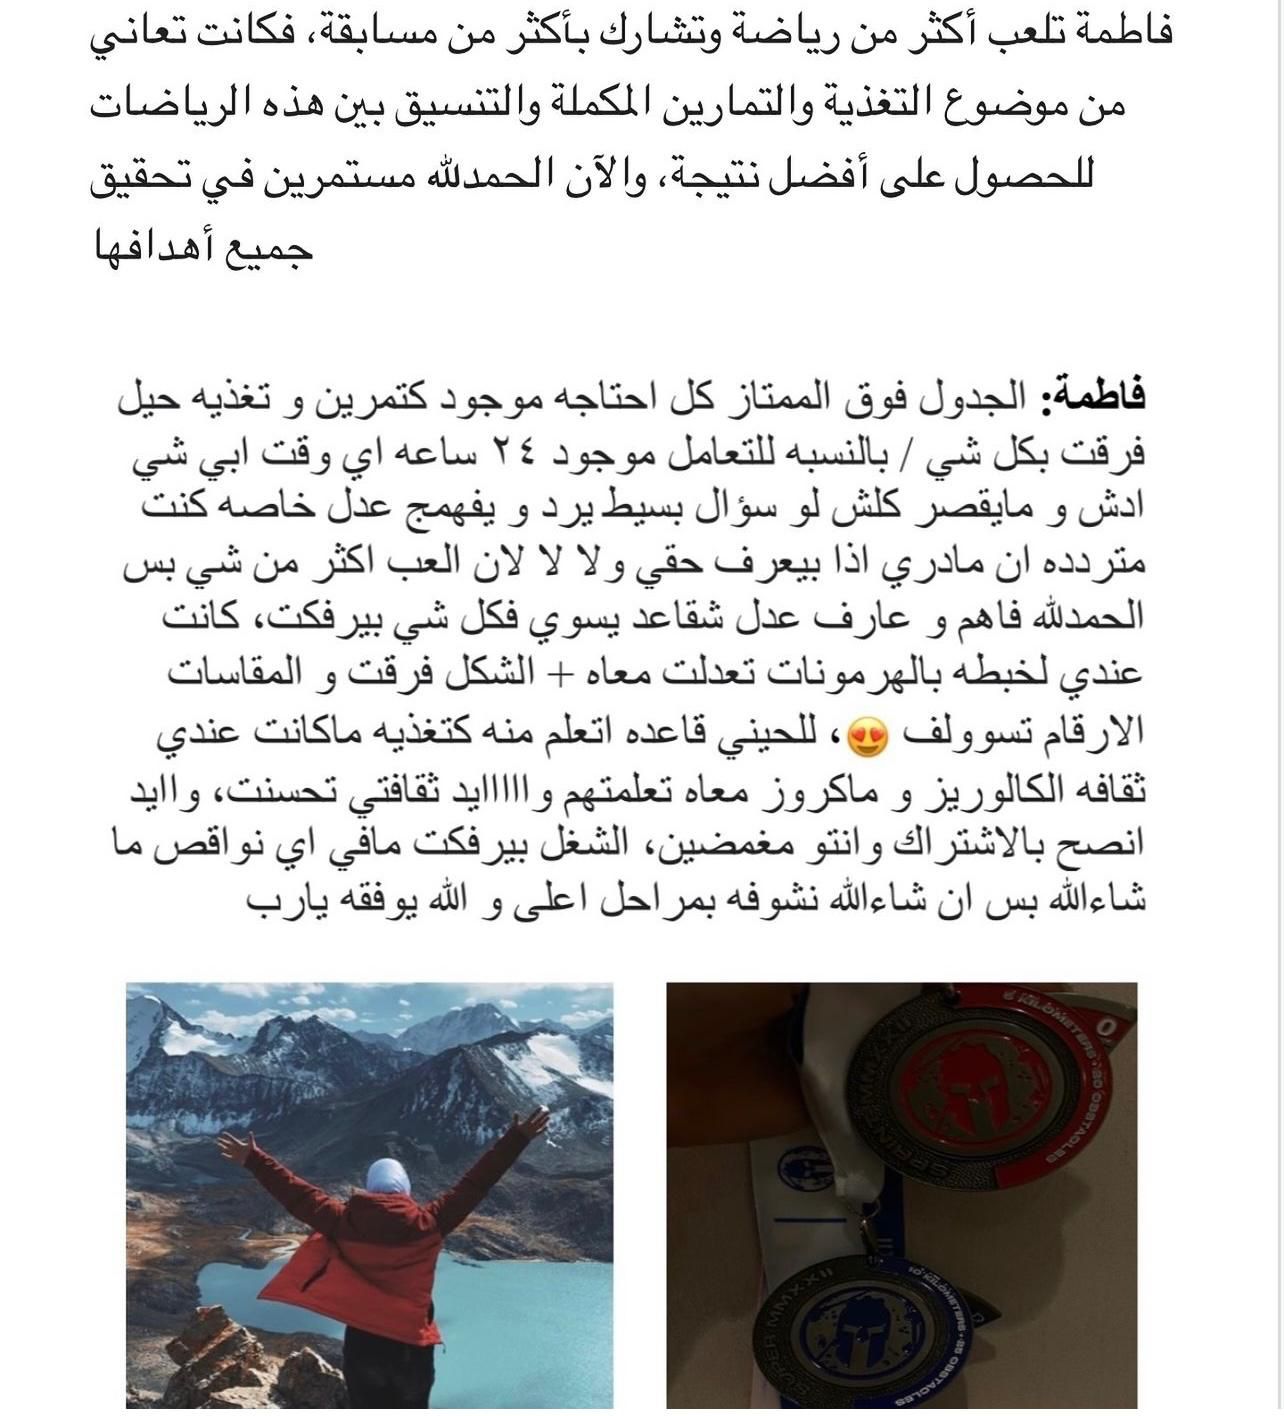 فاطمة تلعب أكثر من رياضة وتشارك بأكثر من مسابقة، فكانت تعاني
من موضوع التغذية والتمارين المكملة والتنسيق بين هذه الرياضات
للحصول على أفضل نتيجة، والآن الحمدلله مستمرين في تحقيق
جميع أهدافها
فاطمة: الجدول فوق الممتاز كل احتاجه موجود كتمرين و تغذيه حيل
فرقت بكل شي / بالنسبه للتعامل موجود ٢٤ ساعه اي وقت ابي شي
ادش و مايقصر كلش لو سؤال بسيط يرد و يفهمج عدل خاصه كنت
متردده ان مادري اذا بيعرف حقي ولا لا لان العب اكثر من شي بس
الحمدلله فاهم و عارف عدل شقاعد يسوي فكل شي بيرفكت، كانت
عندي لخبطه بالهرمونات تعدلت معاه + الشكل فرقت و المقاسات
الارقام تسوولف 😍، للحيني قاعده اتعلم منه كتغذيه ماكانت عندي
ثقافه الكالوريز و ماكروز معاه تعلمتهم واااااايد ثقافتي تحسنت، واايد
انصح بالاشتراك وانتو مغمضين، الشغل بيرفكت مافي اي نواقص ما
شاءالله بس ان شاءالله نشوفه بمراحل اعلى و الله يوفقه يارب
SPRINT MMXXII
KILOMETERS • 20 OBSTACLES
SUPER MMXXII
10 KILOMETERS • 25 OBSTACLES